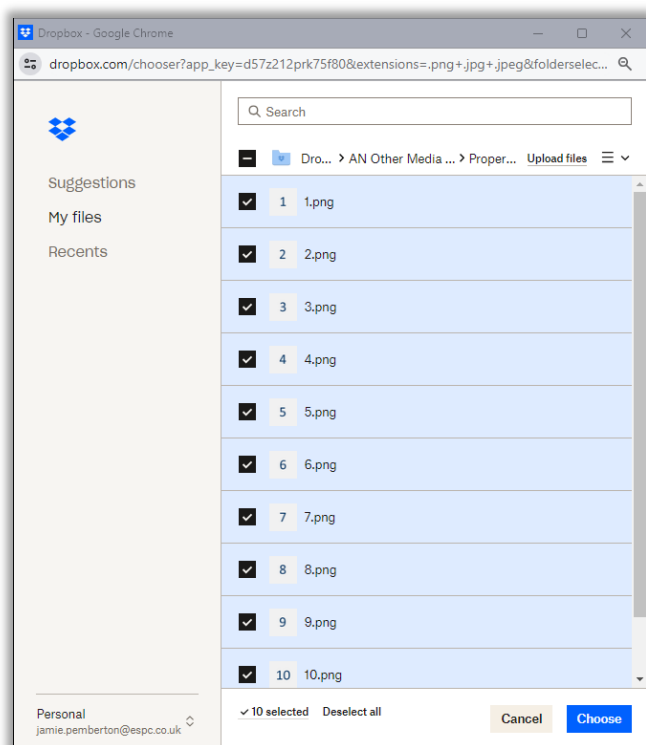 Dropbox - Google Chrome
dropbox.com/chooser?app_key=d57z212prk75f80&extensions=.png+.jpg+.jpeg&folderselec...
Search
Dro... > AN Other Media ... > Proper... Upload files
Suggestions
My files
Recents
1 1.png
2 2.png
3 3.png
4 4.png
5 5.png
6 6.png
7 7.png
8 8.png
9 9.png
10 10.png
Personal
jamie.pemberton@espc.co.uk
10 selected Deselect all
Cancel Choose